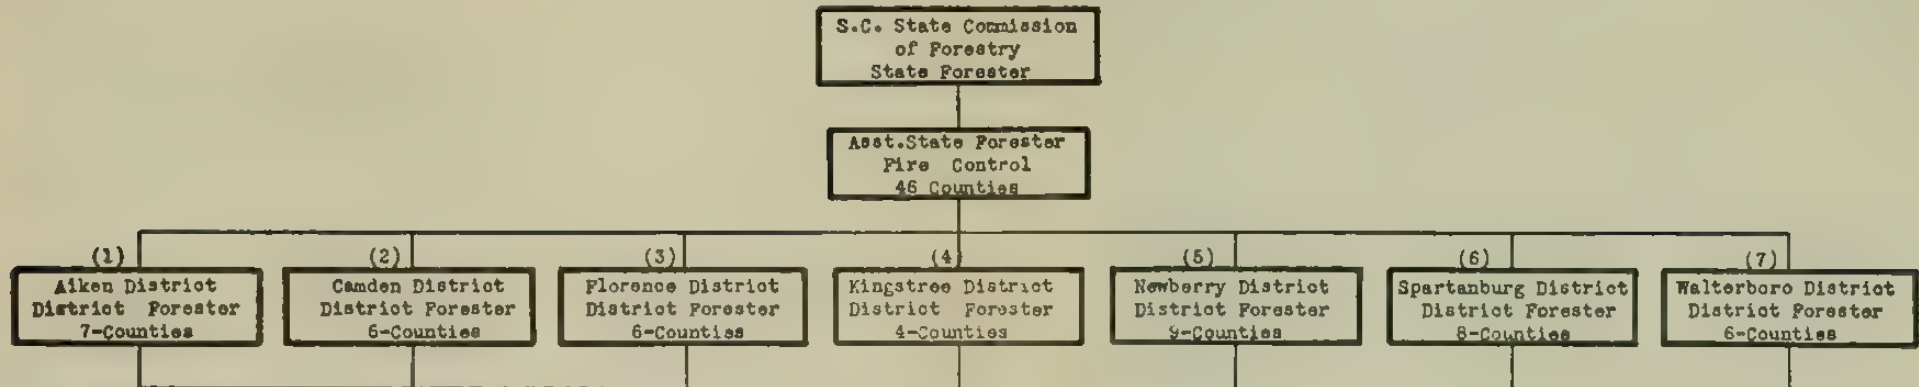 S.C. State Commission
of Forestry
State Forester
Asst.State Forester
Fire Control
46 Counties
(1)
Aiken District
District Forester
7-Counties
(2)
Camden District
District Forester
6-Counties
(3)
Florence District
District Forester
6-Counties
(4)
Kingstree District
District Forester
4-Counties
(5)
Newberry District
District Forester
9-Counties
(6)
Spartanburg District
District Forester
8-Counties
(7)
Walterboro District
District Forester
6-Counties